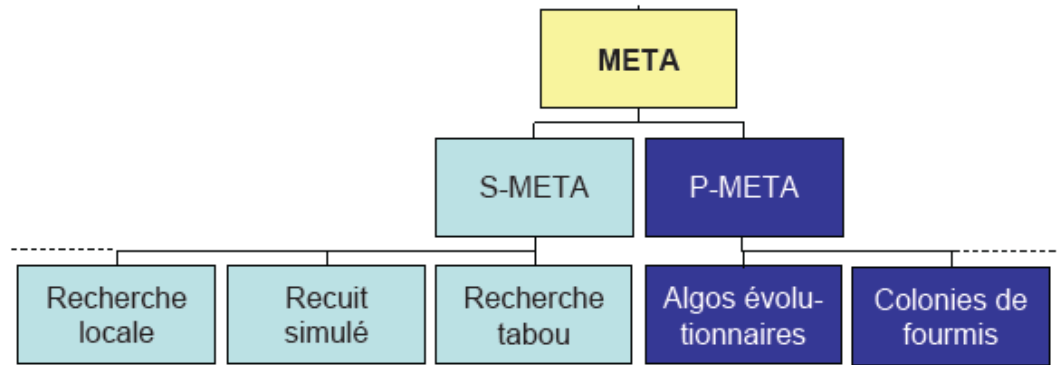 META
S-META
P-META
Recherche
locale
Recuit
simulé
Recherche
tabou
Algos évolu-
tionnaires
Colonies de
fourmis